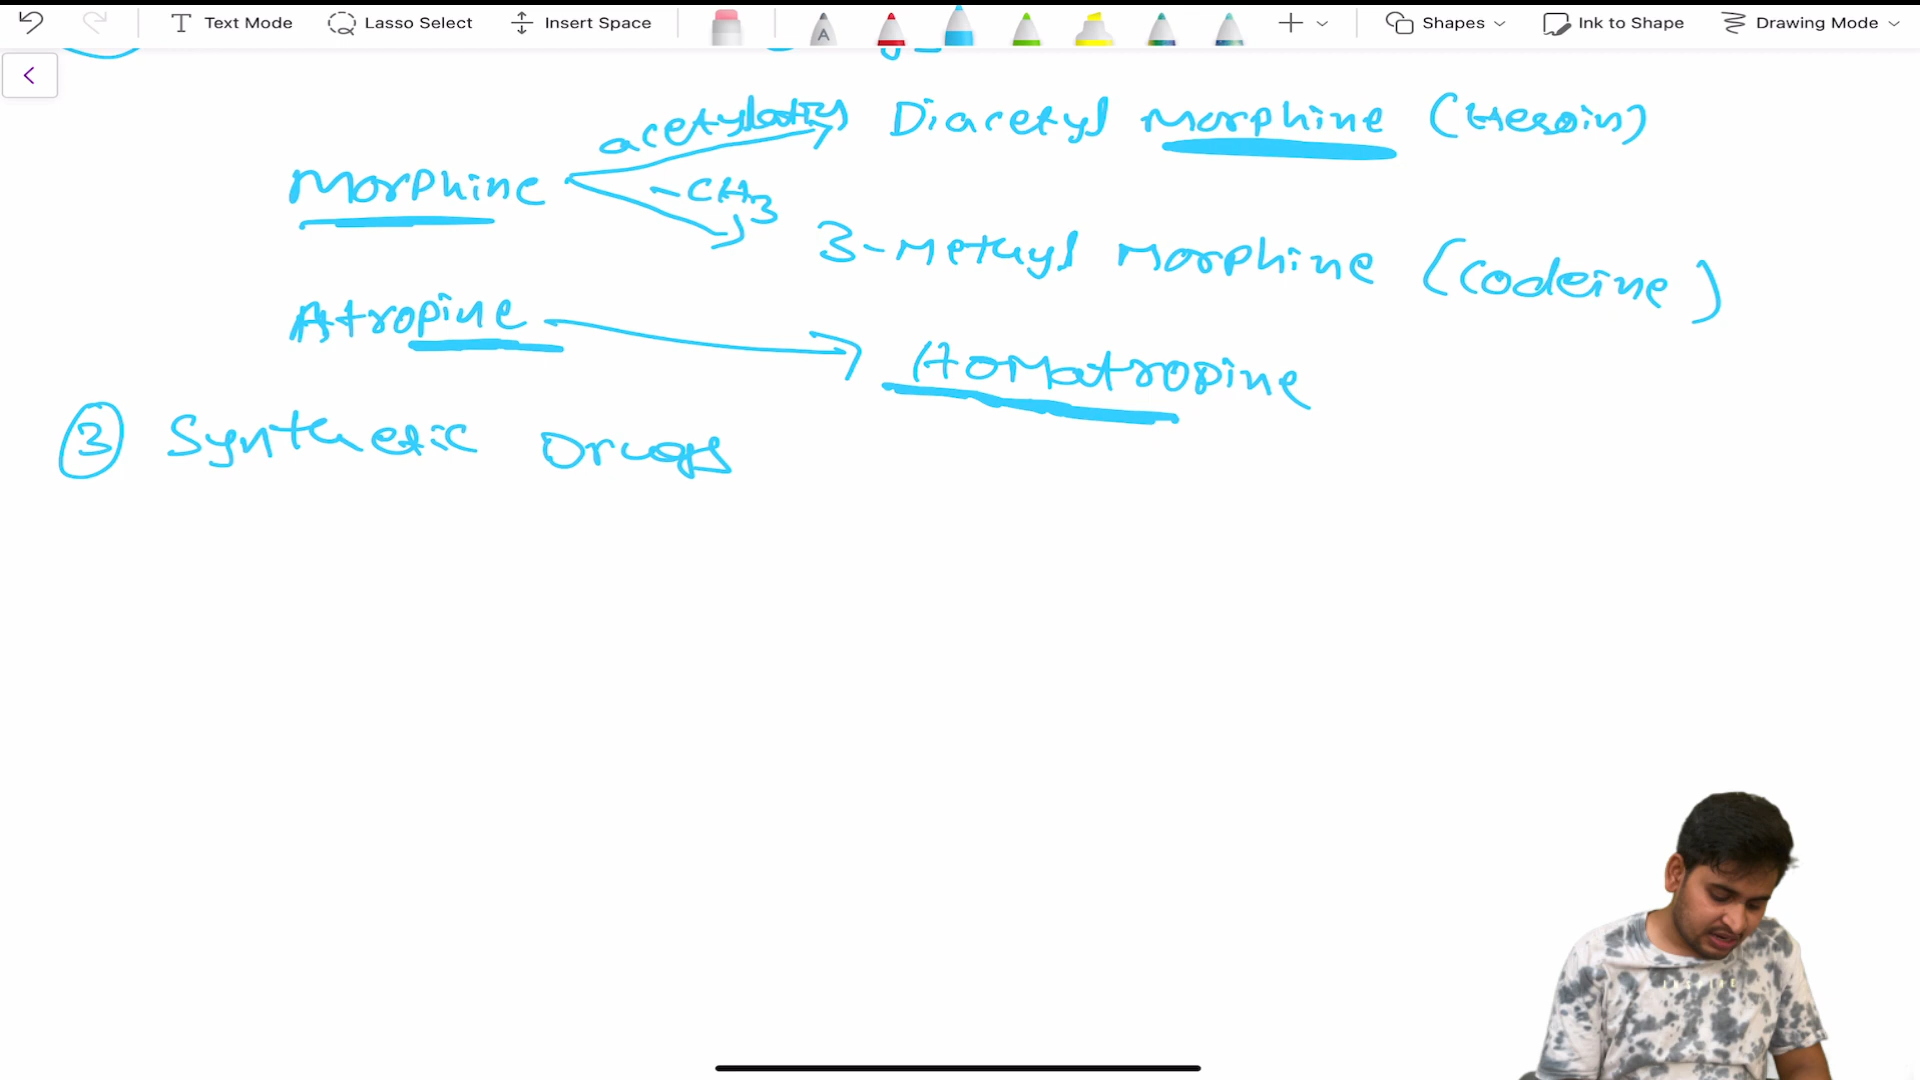 Text Mode Lasso Select Insert Space A Shapes Ink to Shape Drawing Mode
acetylation Diacetyl Morphine (Heroin)
Morphine
-CH3
3-Methyl Morphine (Codeine)
Atropine
Homatropine
3 Synthetic Drugs